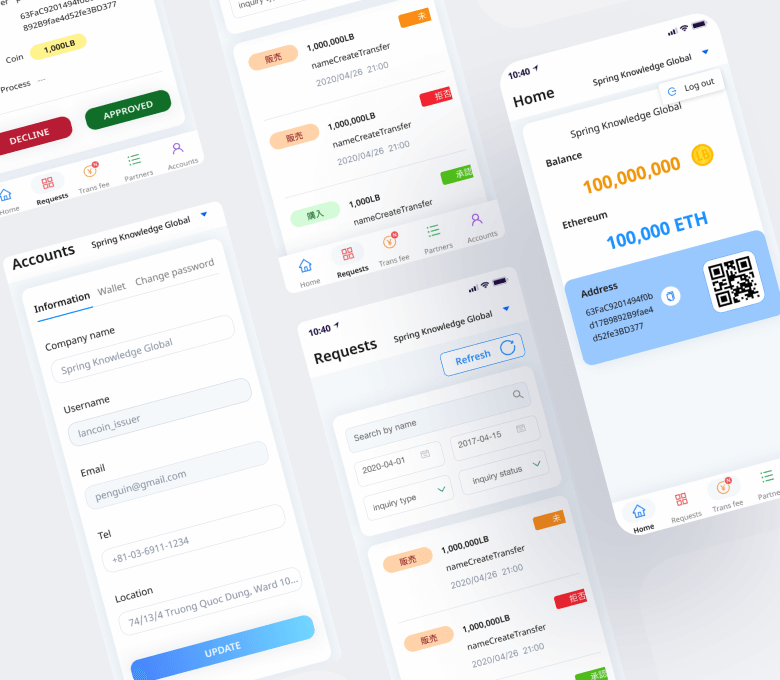 63FaC9201494f0b
892B9fae4d52fe3BD377
Coin
1,000LB
Process
---
DECLINE
APPROVED
Home
Requests
Trans fee
Partners
Accounts
販売
1,000,000LB
未
nameCreateTransfer
2020/04/26 21:00
販売
1,000,000LB
拒否
nameCreateTransfer
2020/04/26 21:00
購入
1,000LB
承認
nameCreateTransfer
Home
Requests
Trans fee
Partners
Accounts
Accounts
Spring Knowledge Global
Information
Wallet
Change password
Company name
Spring Knowledge Global
Username
lancoin_issuer
Email
penguin@gmail.com
Tel
+81-03-6911-1234
Location
74/13/4 Truong Quoc Dung, Ward 10...
UPDATE
10:40
Requests
Spring Knowledge Global
Refresh
Search by name
2020-04-01
2017-04-15
inquiry type
inquiry status
販売
1,000,000LB
未
nameCreateTransfer
2020/04/26 21:00
販売
1,000,000LB
拒否
nameCreateTransfer
2020/04/26 21:00
承認
10:40
Home
Spring Knowledge Global
Log out
Spring Knowledge Global
Balance
100,000,000
LB
Ethereum
100,000 ETH
Address
63FaC9201494f0b
d17B9892B9fae4
d52fe3BD377
Home
Requests
Trans fee